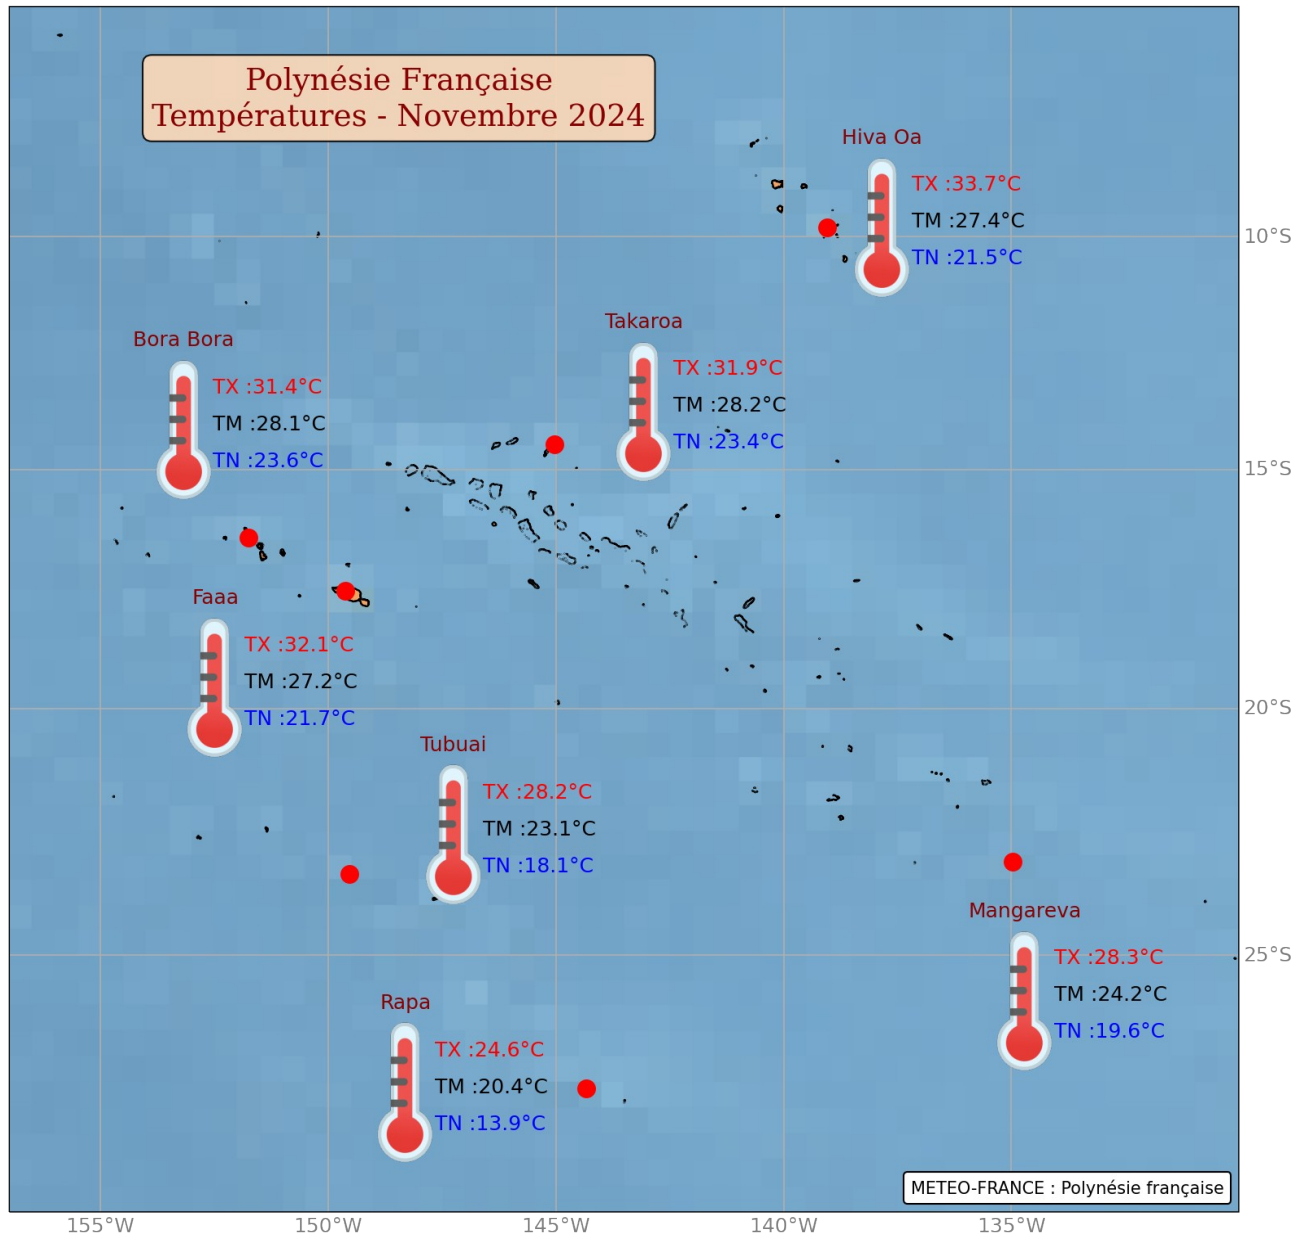 Polynésie Française
Températures - Novembre 2024
Hiva Oa
TX :33.7°C
TM :27.4°C
TN :21.5°C
10°S
Takaroa
TX :31.9°C
TM :28.2°C
TN :23.4°C
Bora Bora
TX :31.4°C
TM :28.1°C
TN :23.6°C
15°S
Faaa
TX :32.1°C
TM :27.2°C
TN :21.7°C
20°S
Tubuai
TX :28.2°C
TM :23.1°C
TN :18.1°C
Mangareva
TX :28.3°C
TM :24.2°C
TN :19.6°C
25°S
Rapa
TX :24.6°C
TM :20.4°C
TN :13.9°C
METEO-FRANCE : Polynésie française
155°W 150°W 145°W 140°W 135°W